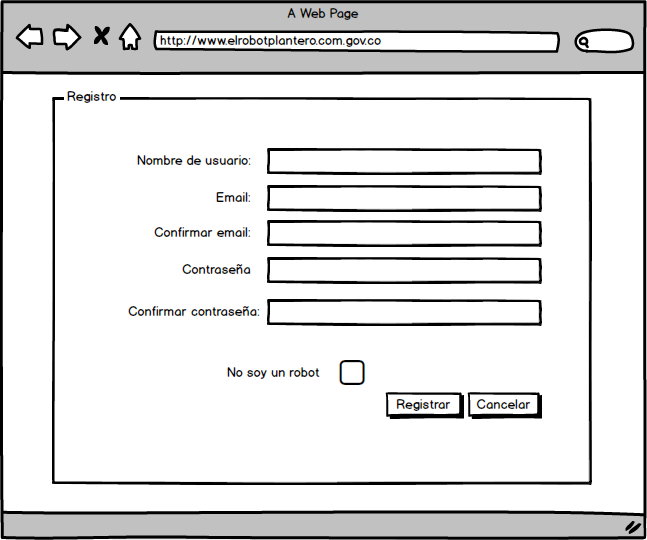 A Web Page
http://www.elrobotplantero.com.gov.co
Registro
Nombre de usuario:
Email:
Confirmar email:
Contraseña
Confirmar contraseña:
No soy un robot
Registrar Cancelar